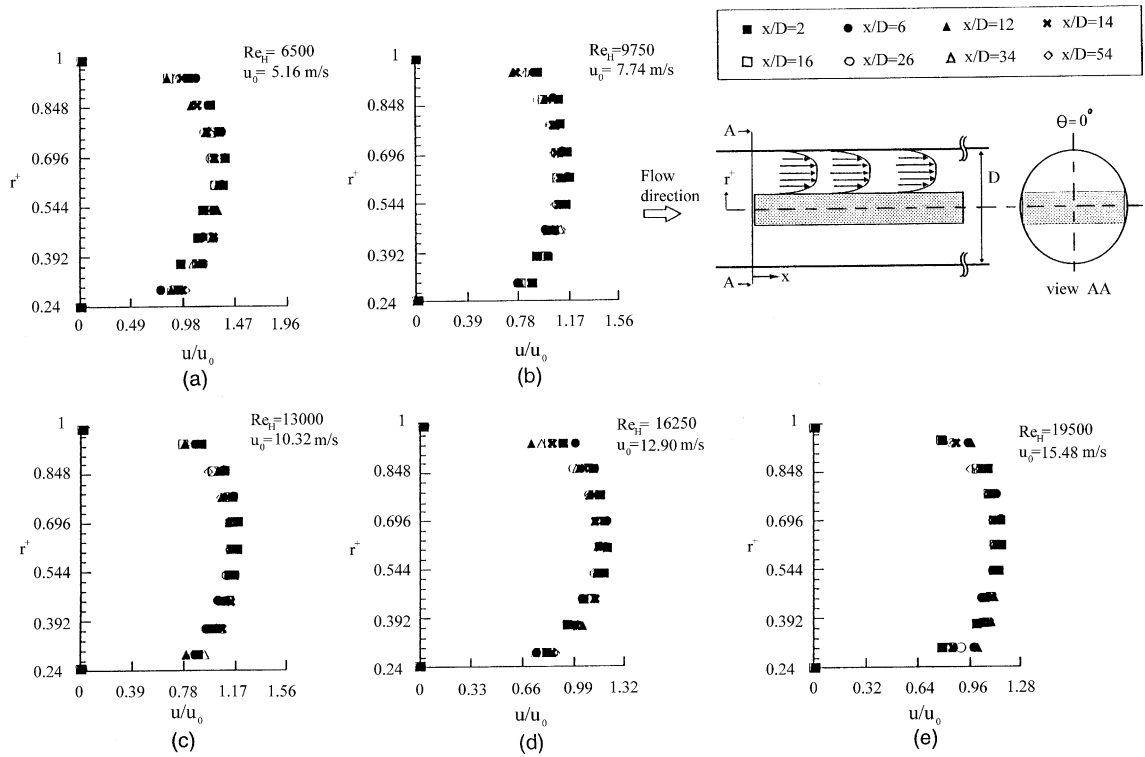 x/D=2 x/D=6 x/D=12 x/D=14
x/D=16 x/D=26 x/D=34 x/D=54
Re_H= 6500
u_0= 5.16 m/s
1
0.848
0.696
r^+
0.544
0.392
0.24
0 0.49 0.98 1.47 1.96
u/u_0
(a)
Re_H=9750
u_0= 7.74 m/s
1
0.848
0.696
r^+
0.544
0.392
0.24
0 0.39 0.78 1.17 1.56
u/u_0
(b)
Flow
direction
A
r^+
D
A
x
Θ=0°
view AA
Re_H=13000
u_0=10.32 m/s
1
0.848
0.696
r^+
0.544
0.392
0.24
0 0.39 0.78 1.17 1.56
u/u_0
(c)
Re_H= 16250
u_0=12.90 m/s
1
0.848
0.696
r^+
0.544
0.392
0.24
0 0.33 0.66 0.99 1.32
u/u_0
(d)
Re_H=19500
u_0=15.48 m/s
1
0.848
0.696
r^+
0.544
0.392
0.24
0 0.32 0.64 0.96 1.28
u/u_0
(e)